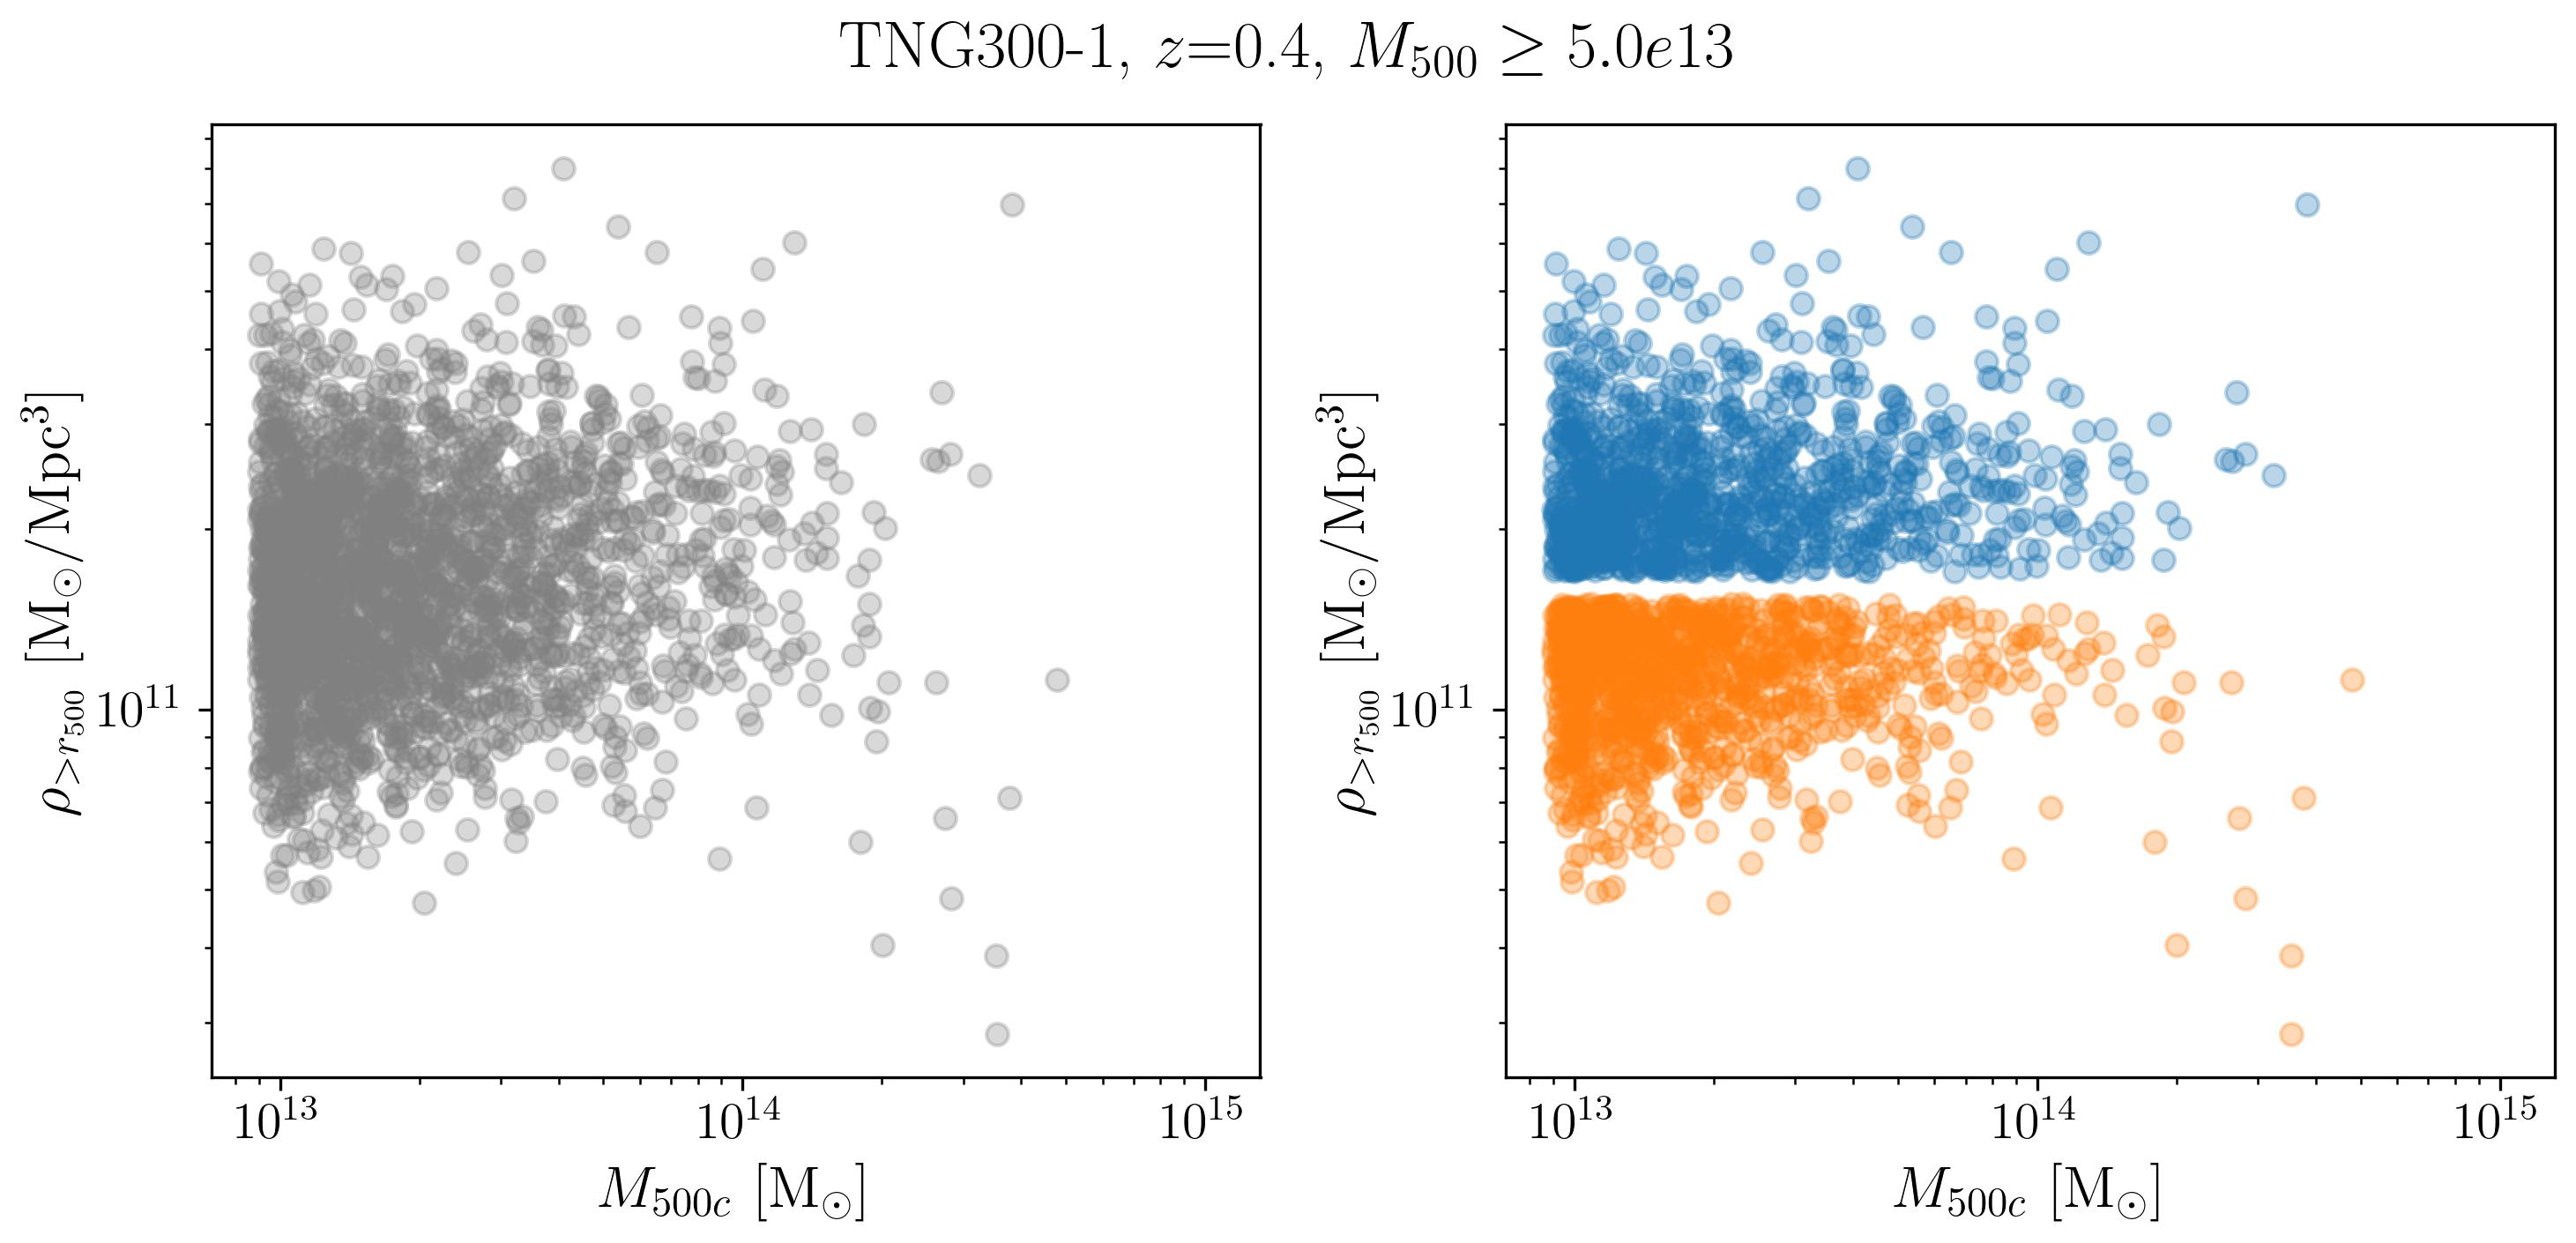 TNG300-1, z=0.4, M₅₀₀ ≥ 5.0e13
ρ>r₅₀₀ [M⊙/Mpc³]
10¹¹
10¹³ 10¹⁴ 10¹⁵
M₅₀₀c [M⊙]
ρ>r₅₀₀ [M⊙/Mpc³]
10¹¹
10¹³ 10¹⁴ 10¹⁵
M₅₀₀c [M⊙]